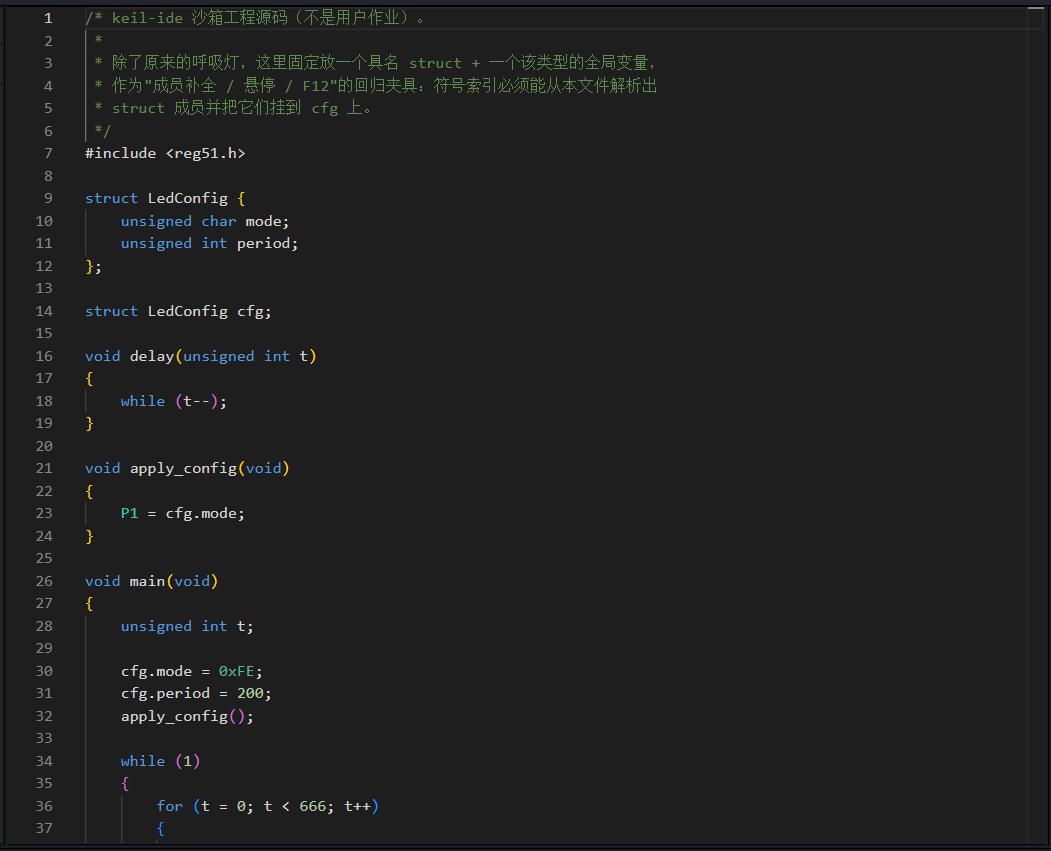 1 /* keil-ide 沙箱工程源码（不是用户作业）。
2  *
3  * 除了原来的呼吸灯，这里固定放一个具名 struct + 一个该类型的全局变量，
4  * 作为"成员补全 / 悬停 / F12"的回归夹具：符号索引必须能从本文件解析出
5  * struct 成员并把它们挂到 cfg 上。
6  */
7 #include <reg51.h>
8
9 struct LedConfig {
10     unsigned char mode;
11     unsigned int period;
12 };
13
14 struct LedConfig cfg;
15
16 void delay(unsigned int t)
17 {
18     while (t--);
19 }
20
21 void apply_config(void)
22 {
23     P1 = cfg.mode;
24 }
25
26 void main(void)
27 {
28     unsigned int t;
29
30     cfg.mode = 0xFE;
31     cfg.period = 200;
32     apply_config();
33
34     while (1)
35     {
36         for (t = 0; t < 666; t++)
37         {